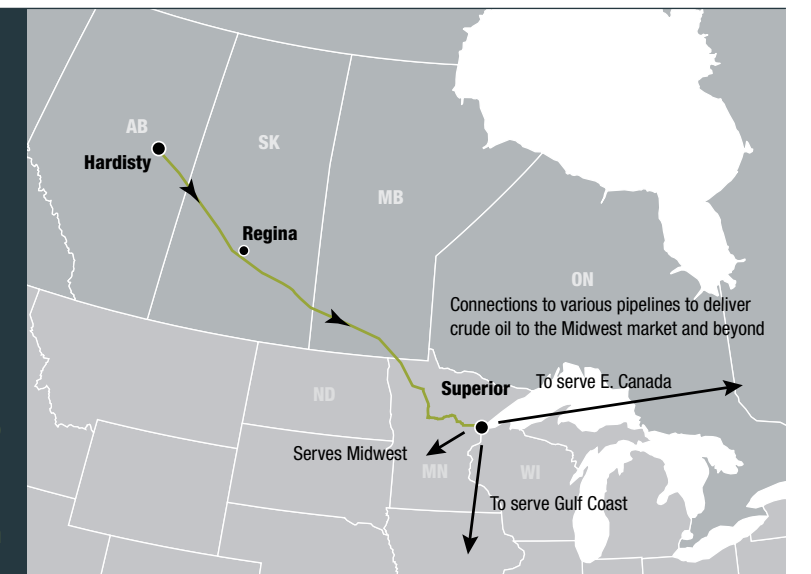 AB
SK
Hardisty
MB
Regina
ON
Connections to various pipelines to deliver
crude oil to the Midwest market and beyond
ND
Superior
To serve E. Canada
Serves Midwest
MN
WI
To serve Gulf Coast